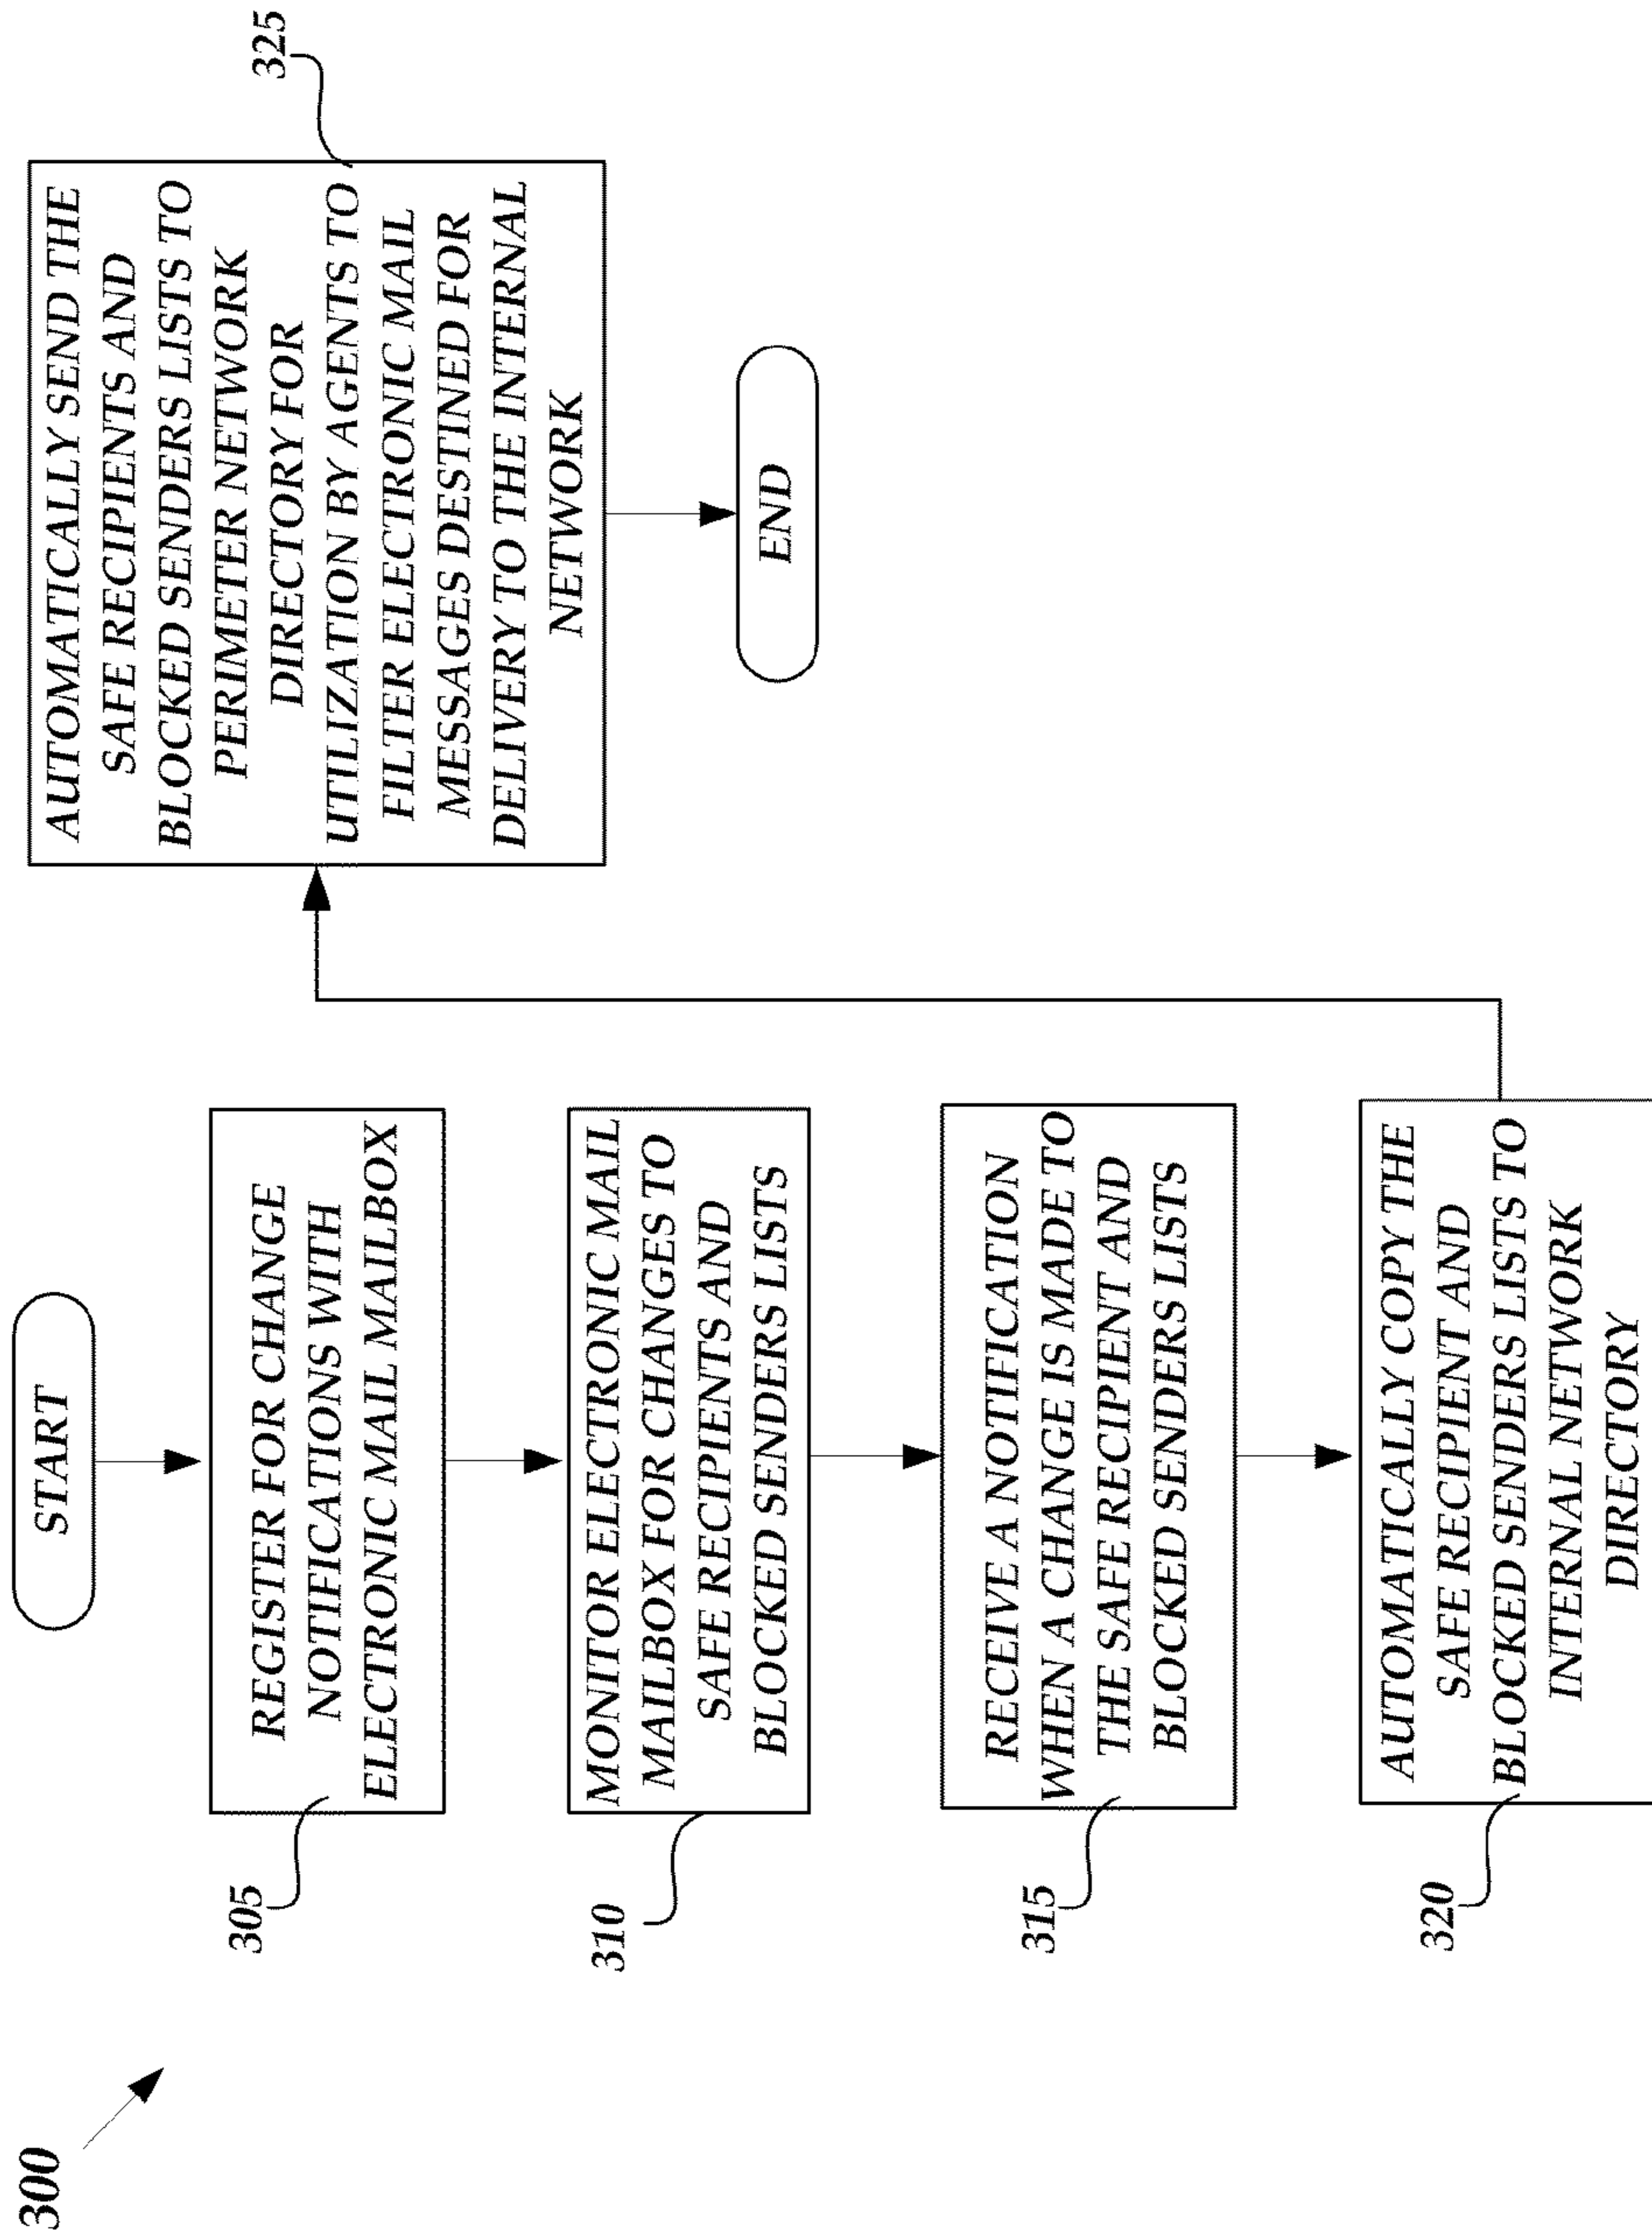 300
START
305
REGISTER FOR CHANGE
NOTIFICATIONS WITH
ELECTRONIC MAIL MAILBOX
310
MONITOR ELECTRONIC MAIL
MAILBOX FOR CHANGES TO
SAFE RECIPIENTS AND
BLOCKED SENDERS LISTS
315
RECEIVE A NOTIFICATION
WHEN A CHANGE IS MADE TO
THE SAFE RECIPIENT AND
BLOCKED SENDERS LISTS
320
AUTOMATICALLY COPY THE
SAFE RECIPIENT AND
BLOCKED SENDERS LISTS TO
INTERNAL NETWORK
DIRECTORY
325
AUTOMATICALLY SEND THE
SAFE RECIPIENTS AND
BLOCKED SENDERS LISTS TO
PERIMETER NETWORK
DIRECTORY FOR
UTILIZATION BY AGENTS TO
FILTER ELECTRONIC MAIL
MESSAGES DESTINED FOR
DELIVERY TO THE INTERNAL
NETWORK
END